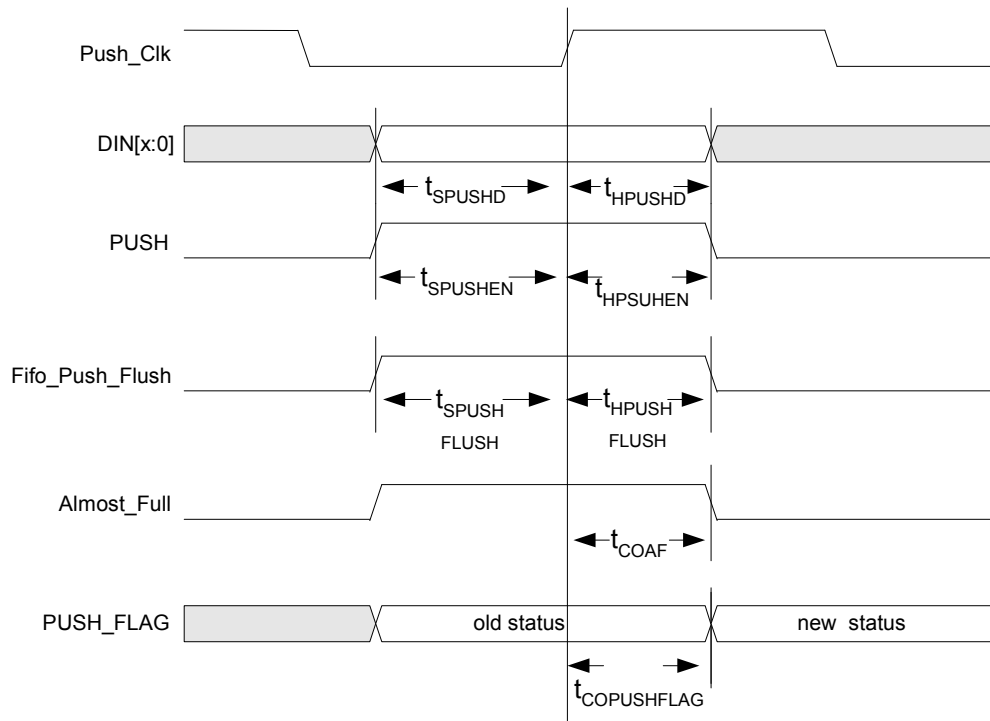 Push_Clk
DIN[x:0]
tSPUSHD
tHPUSHD
PUSH
tSPUSHEN
tHPSUHEN
Fifo_Push_Flush
tSPUSH
FLUSH
tHPUSH
FLUSH
Almost_Full
tCOAF
PUSH_FLAG
old status
new status
tCOPUSHFLAG